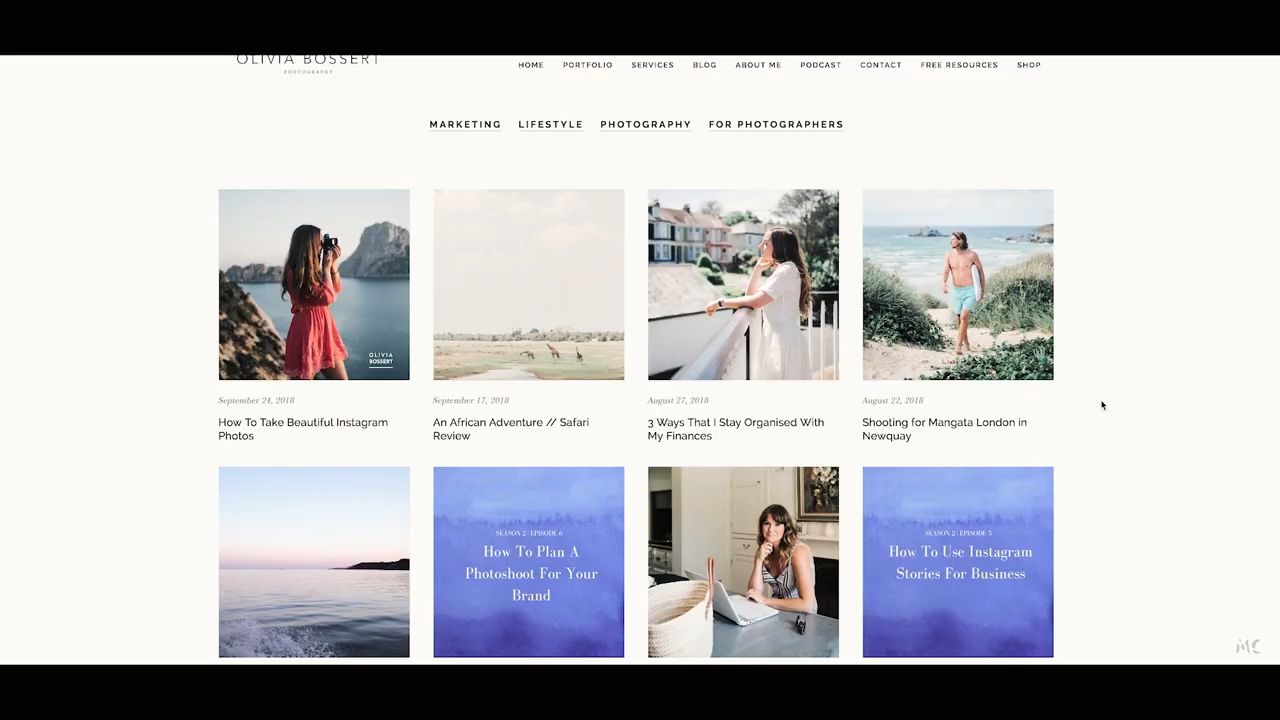 OLIVIA BOSSERT
PHOTOGRAPHY
HOME PORTFOLIO SERVICES BLOG ABOUT ME PODCAST CONTACT FREE RESOURCES SHOP
MARKETING LIFESTYLE PHOTOGRAPHY FOR PHOTOGRAPHERS
OLIVIA
BOSSERT
September 24, 2018
How To Take Beautiful Instagram
Photos
September 17, 2018
An African Adventure // Safari
Review
August 27, 2018
3 Ways That I Stay Organised With
My Finances
August 22, 2018
Shooting for Mangata London in
Newquay
SEASON 2 | EPISODE 6
How To Plan A
Photoshoot For Your
Brand
SEASON 2 | EPISODE 5
How To Use Instagram
Stories For Business
MC